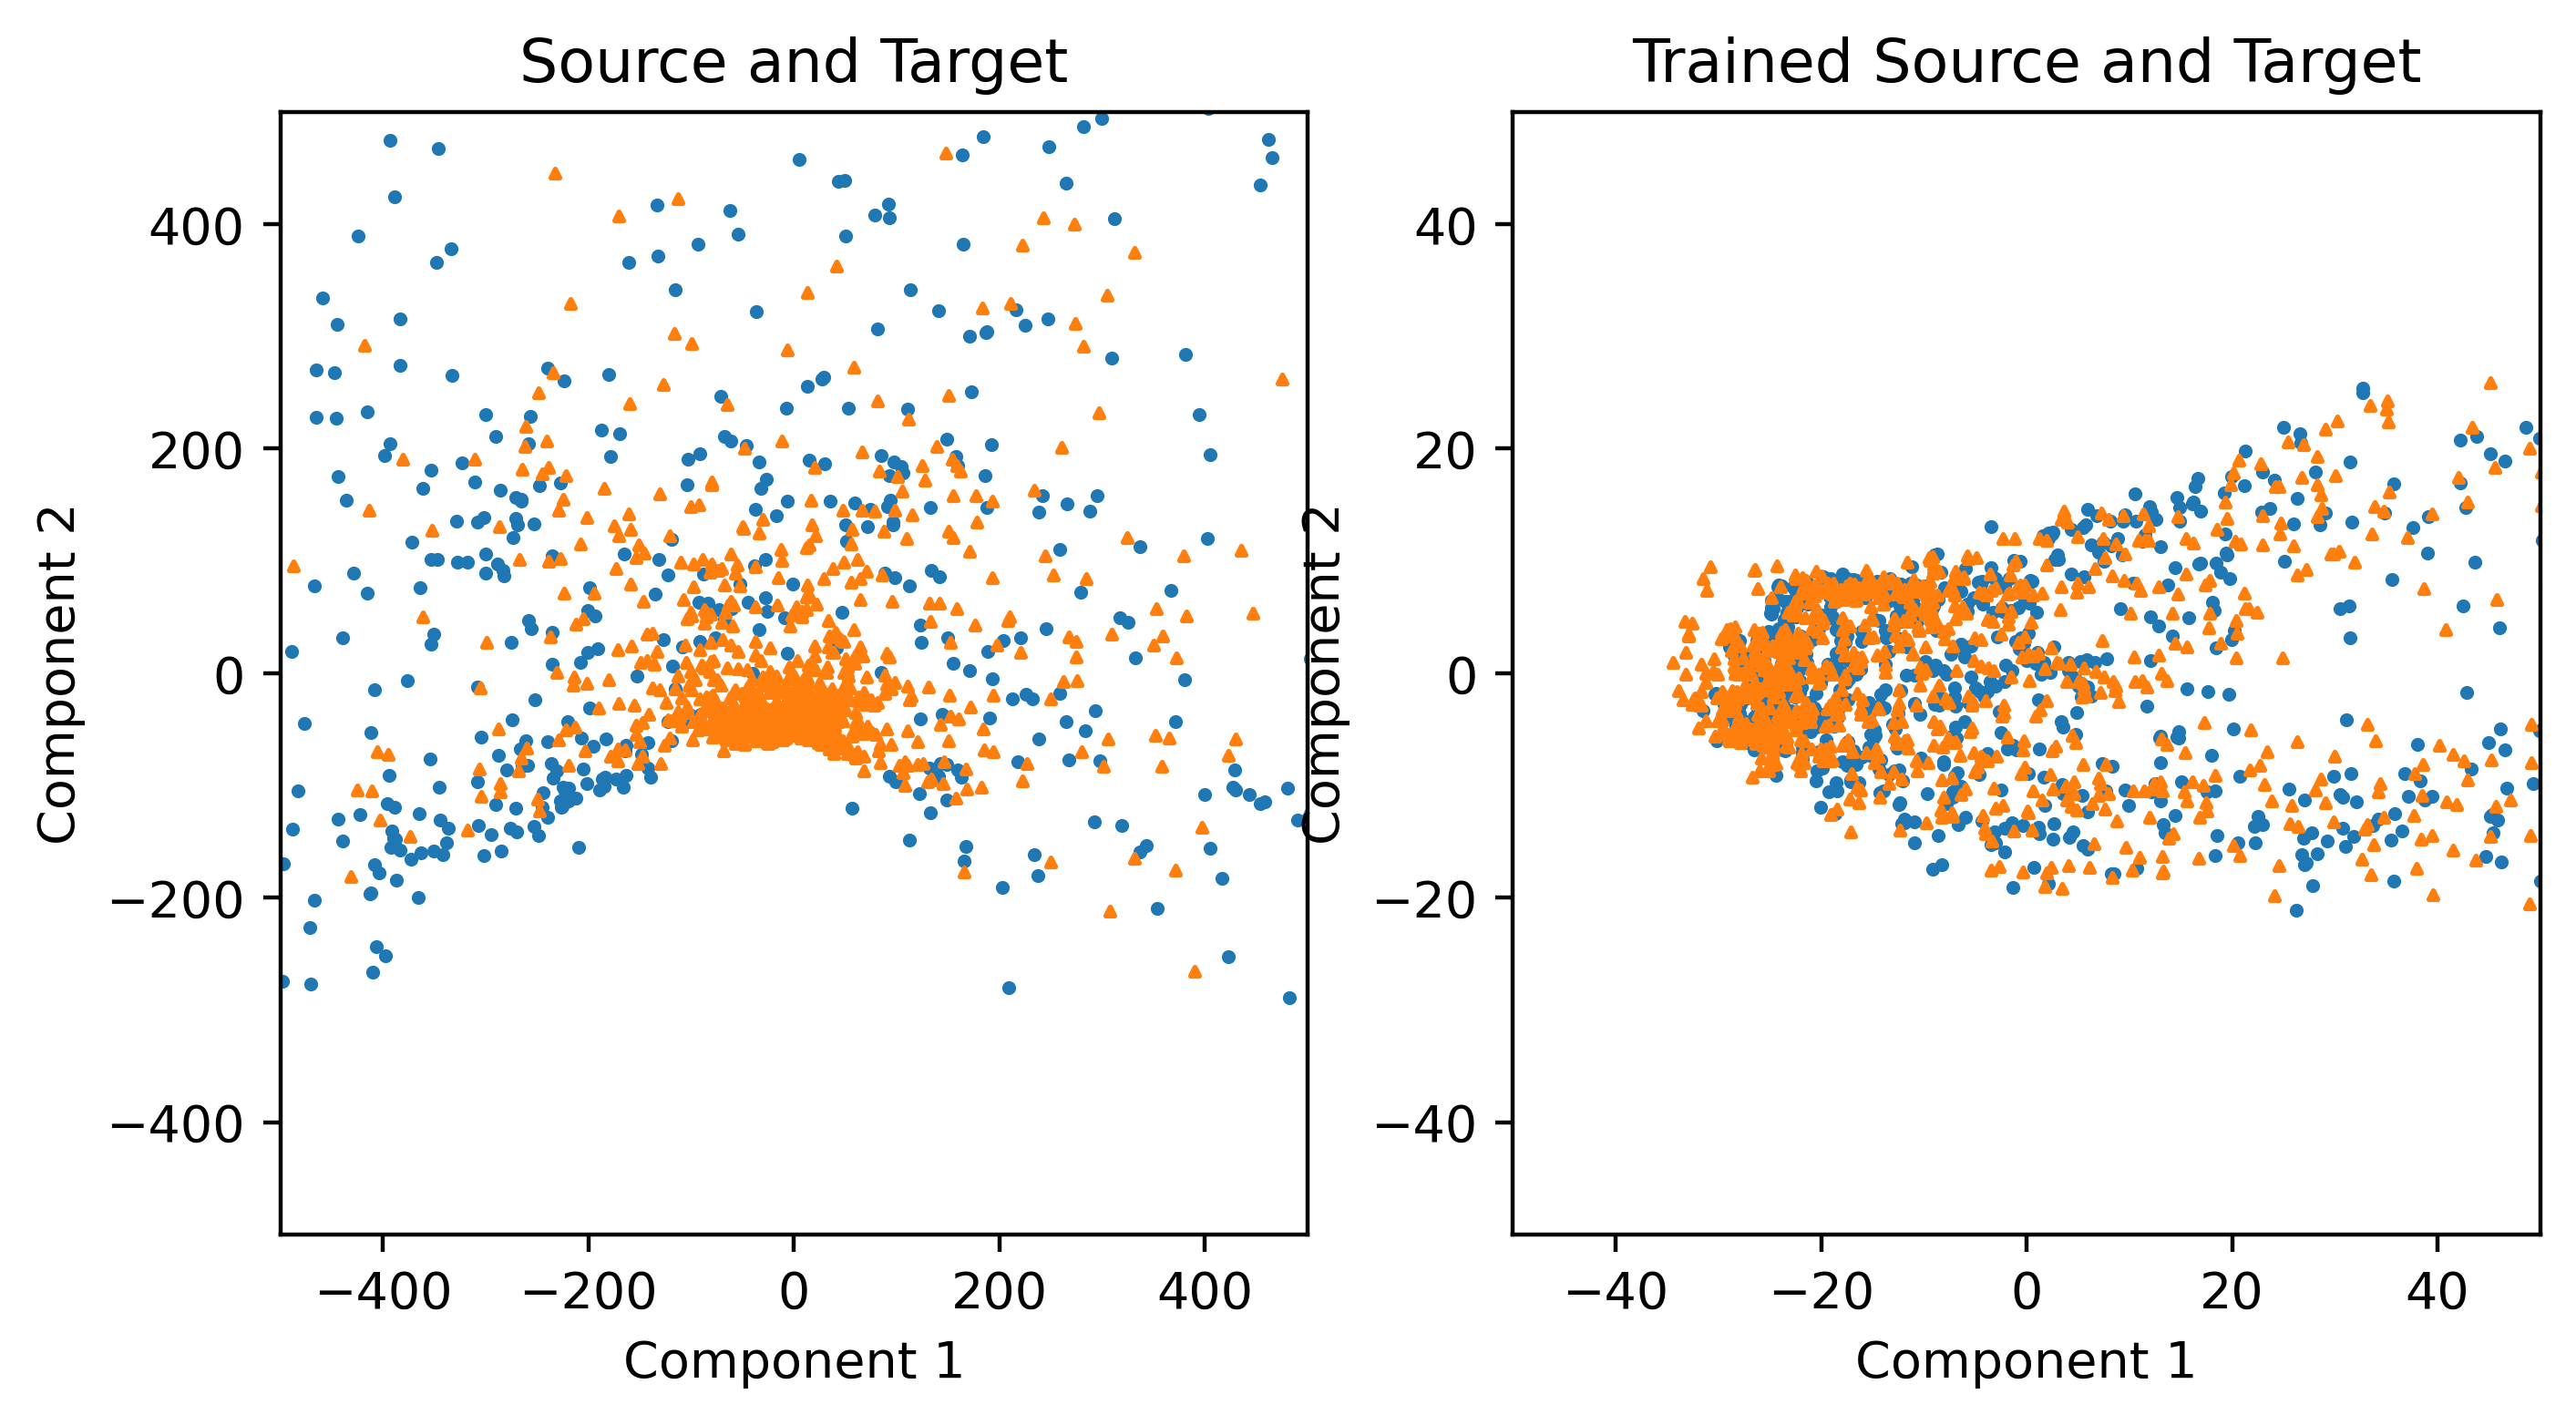 Source and Target
Component 2
400
200
0
−200
−400
−400 −200 0 200 400
Component 1
Trained Source and Target
Component 2
40
20
0
−20
−40
−40 −20 0 20 40
Component 1